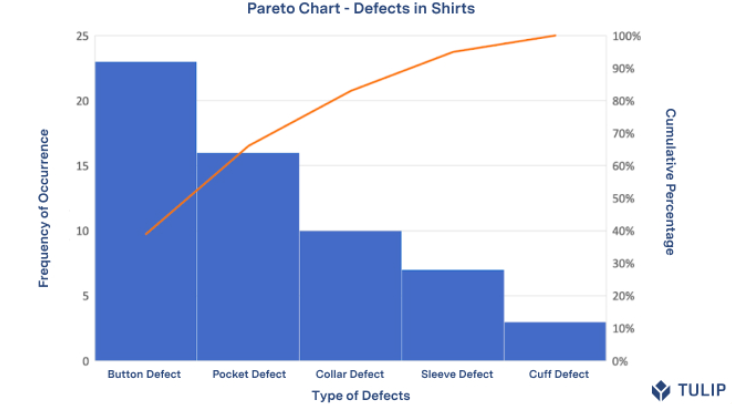 Pareto Chart - Defects in Shirts
Frequency of Occurrence
25
20
15
10
5
0
100%
90%
80%
70%
60%
50%
40%
30%
20%
10%
0%
Cumulative Percentage
Button Defect Pocket Defect Collar Defect Sleeve Defect Cuff Defect
Type of Defects
TULIP